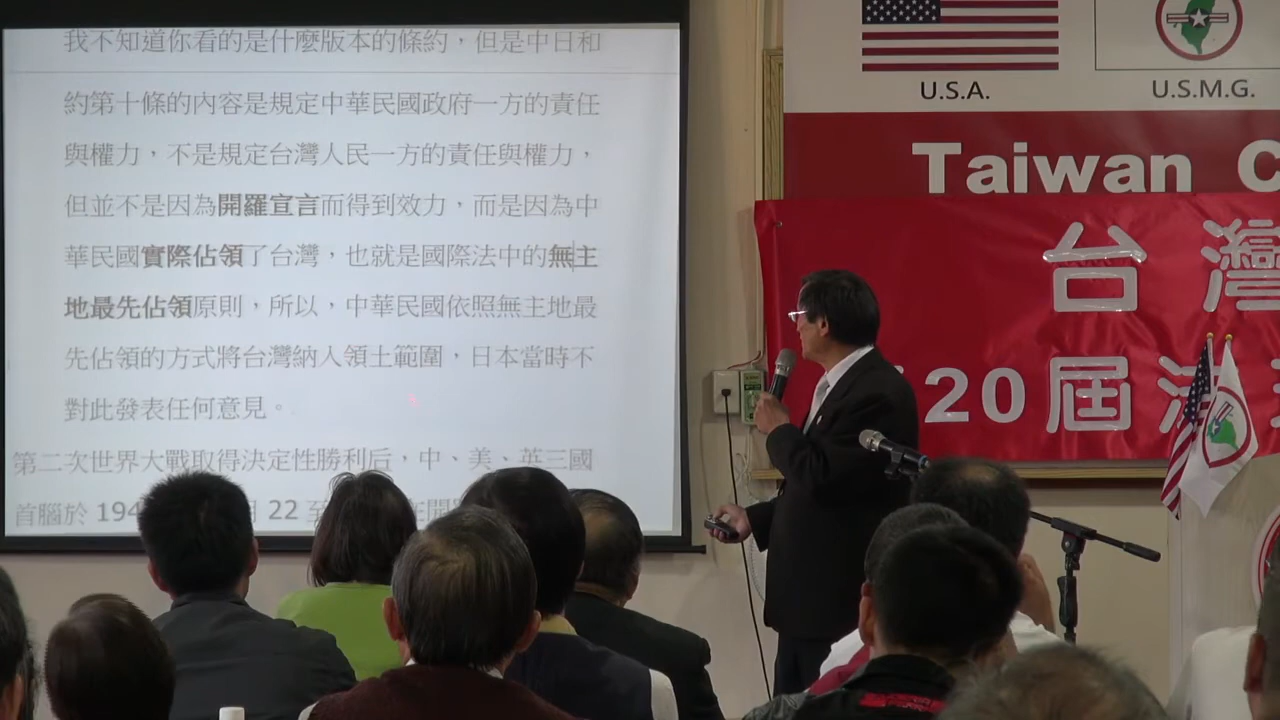 我不知道你看的是什麼版本的條約，但是中日和
約第十條的內容是規定中華民國政府一方的責任
與權力，不是規定台灣人民一方的責任與權力，
但並不是因為開羅宣言而得到效力，而是因為中
華民國實際佔領了台灣，也就是國際法中的無主
地最先佔領原則，所以，中華民國依照無主地最
先佔領的方式將台灣納入領土範圍，日本當時不
對此發表任何意見。
第二次世界大戰取得決定性勝利后，中、美、英三國
首腦於 194 22 至
U.S.A.
U.S.M.G.
Taiwan C
台灣
20屆法